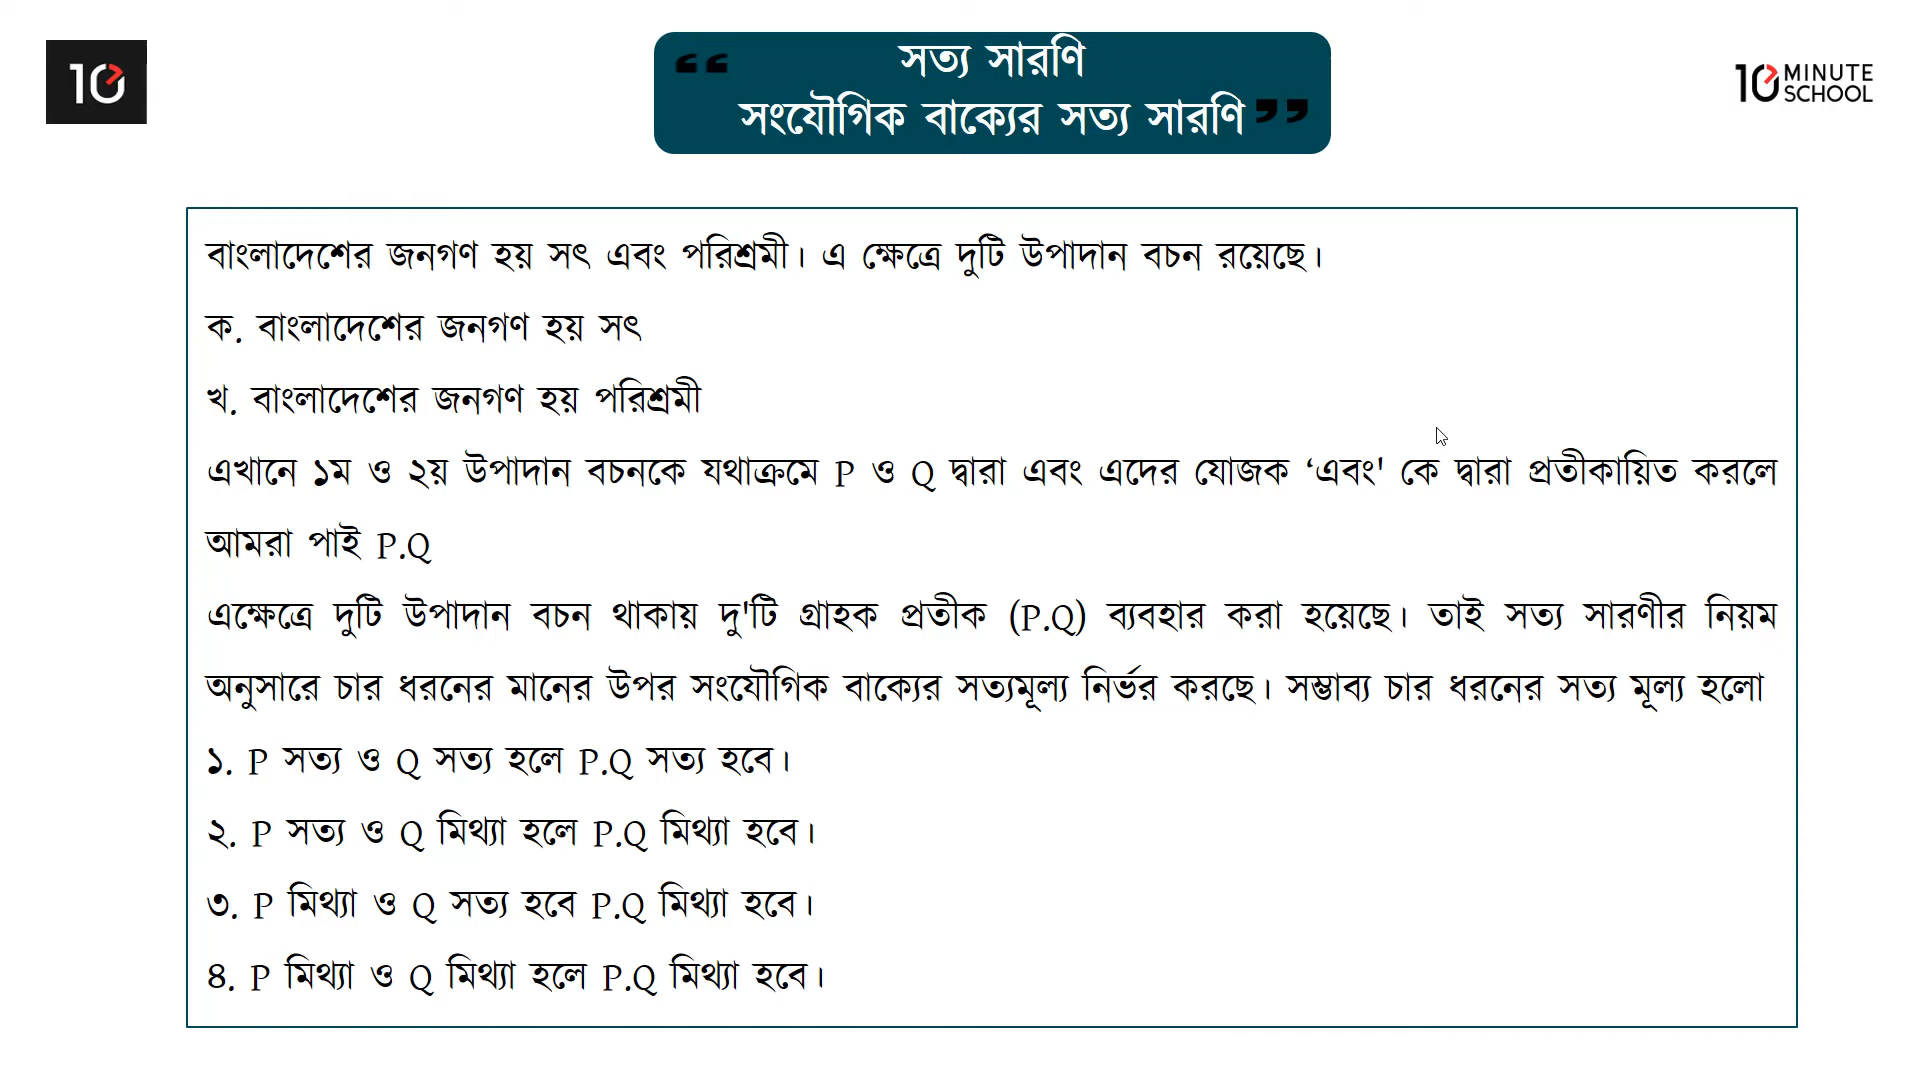 10
সত্য সারণি
সংযৌগিক বাক্যের সত্য সারণি
10 MINUTE SCHOOL
বাংলাদেশের জনগণ হয় সৎ এবং পরিশ্রমী। এ ক্ষেত্রে দুটি উপাদান বচন রয়েছে।
ক. বাংলাদেশের জনগণ হয় সৎ
খ. বাংলাদেশের জনগণ হয় পরিশ্রমী
এখানে ১ম ও ২য় উপাদান বচনকে যথাক্রমে P ও Q দ্বারা এবং এদের যোজক ‘এবং' কে দ্বারা প্রতীকায়িত করলে
আমরা পাই P.Q
এক্ষেত্রে দুটি উপাদান বচন থাকায় দু'টি গ্রাহক প্রতীক (P.Q) ব্যবহার করা হয়েছে। তাই সত্য সারণীর নিয়ম
অনুসারে চার ধরনের মানের উপর সংযৌগিক বাক্যের সত্যমূল্য নির্ভর করছে। সম্ভাব্য চার ধরনের সত্য মূল্য হলো
১. P সত্য ও Q সত্য হলে P.Q সত্য হবে।
২. P সত্য ও Q মিথ্যা হলে P.Q মিথ্যা হবে।
৩. P মিথ্যা ও Q সত্য হবে P.Q মিথ্যা হবে।
৪. P মিথ্যা ও Q মিথ্যা হলে P.Q মিথ্যা হবে।